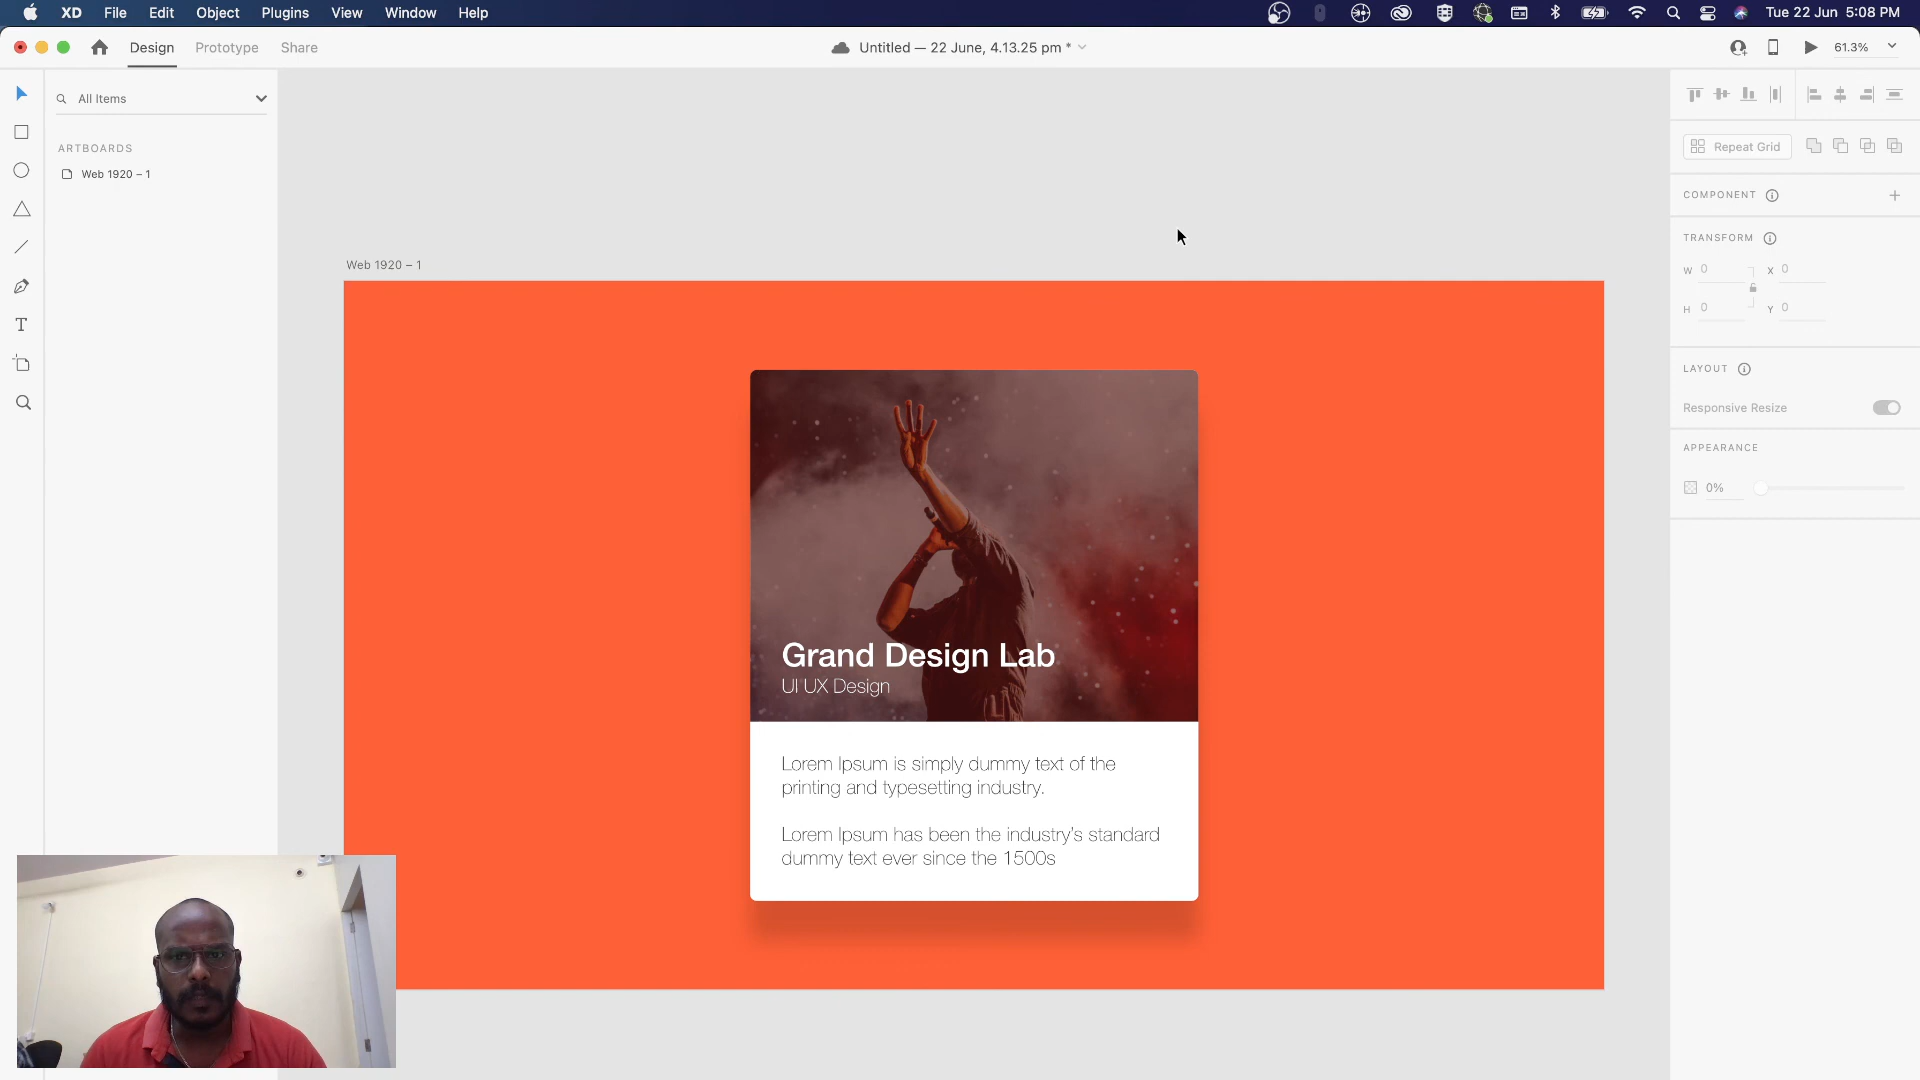 XD File Edit Object Plugins View Window Help
Tue 22 Jun 5:08 PM
Design Prototype Share
Untitled — 22 June, 4.13.25 pm *
61.3%
All Items
ARTBOARDS
Web 1920 – 1
Web 1920 – 1
Grand Design Lab
UI UX Design
Lorem Ipsum is simply dummy text of the
printing and typesetting industry.
Lorem Ipsum has been the industry's standard
dummy text ever since the 1500s
Repeat Grid
COMPONENT
TRANSFORM
W 0 X 0
H 0 Y 0
LAYOUT
Responsive Resize
APPEARANCE
0%